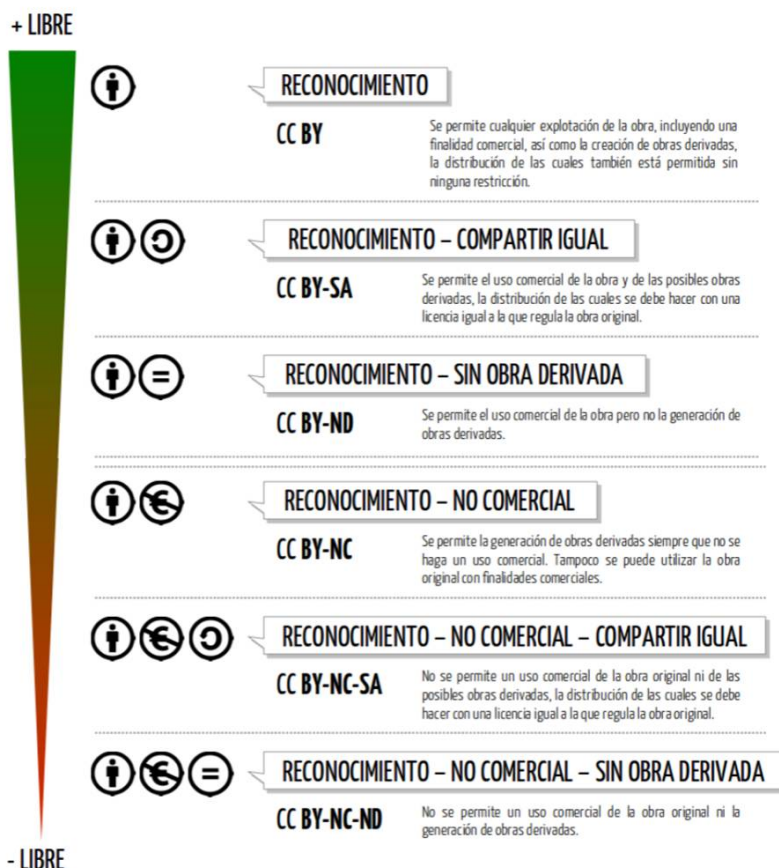 + LIBRE
RECONOCIMIENTO
CC BY
Se permite cualquier explotación de la obra, incluyendo una
finalidad comercial, así como la creación de obras derivadas,
la distribución de las cuales también está permitida sin
ninguna restricción.
RECONOCIMIENTO – COMPARTIR IGUAL
CC BY-SA
Se permite el uso comercial de la obra y de las posibles obras
derivadas, la distribución de las cuales se debe hacer con una
licencia igual a la que regula la obra original.
RECONOCIMIENTO – SIN OBRA DERIVADA
CC BY-ND
Se permite el uso comercial de la obra pero no la generación de
obras derivadas.
RECONOCIMIENTO – NO COMERCIAL
CC BY-NC
Se permite la generación de obras derivadas siempre que no se
haga un uso comercial. Tampoco se puede utilizar la obra
original con finalidades comerciales.
RECONOCIMIENTO – NO COMERCIAL – COMPARTIR IGUAL
CC BY-NC-SA
No se permite un uso comercial de la obra original ni de las
posibles obras derivadas, la distribución de las cuales se debe
hacer con una licencia igual a la que regula la obra original.
RECONOCIMIENTO – NO COMERCIAL – SIN OBRA DERIVADA
CC BY-NC-ND
No se permite un uso comercial de la obra original ni la
generación de obras derivadas.
- LIBRE